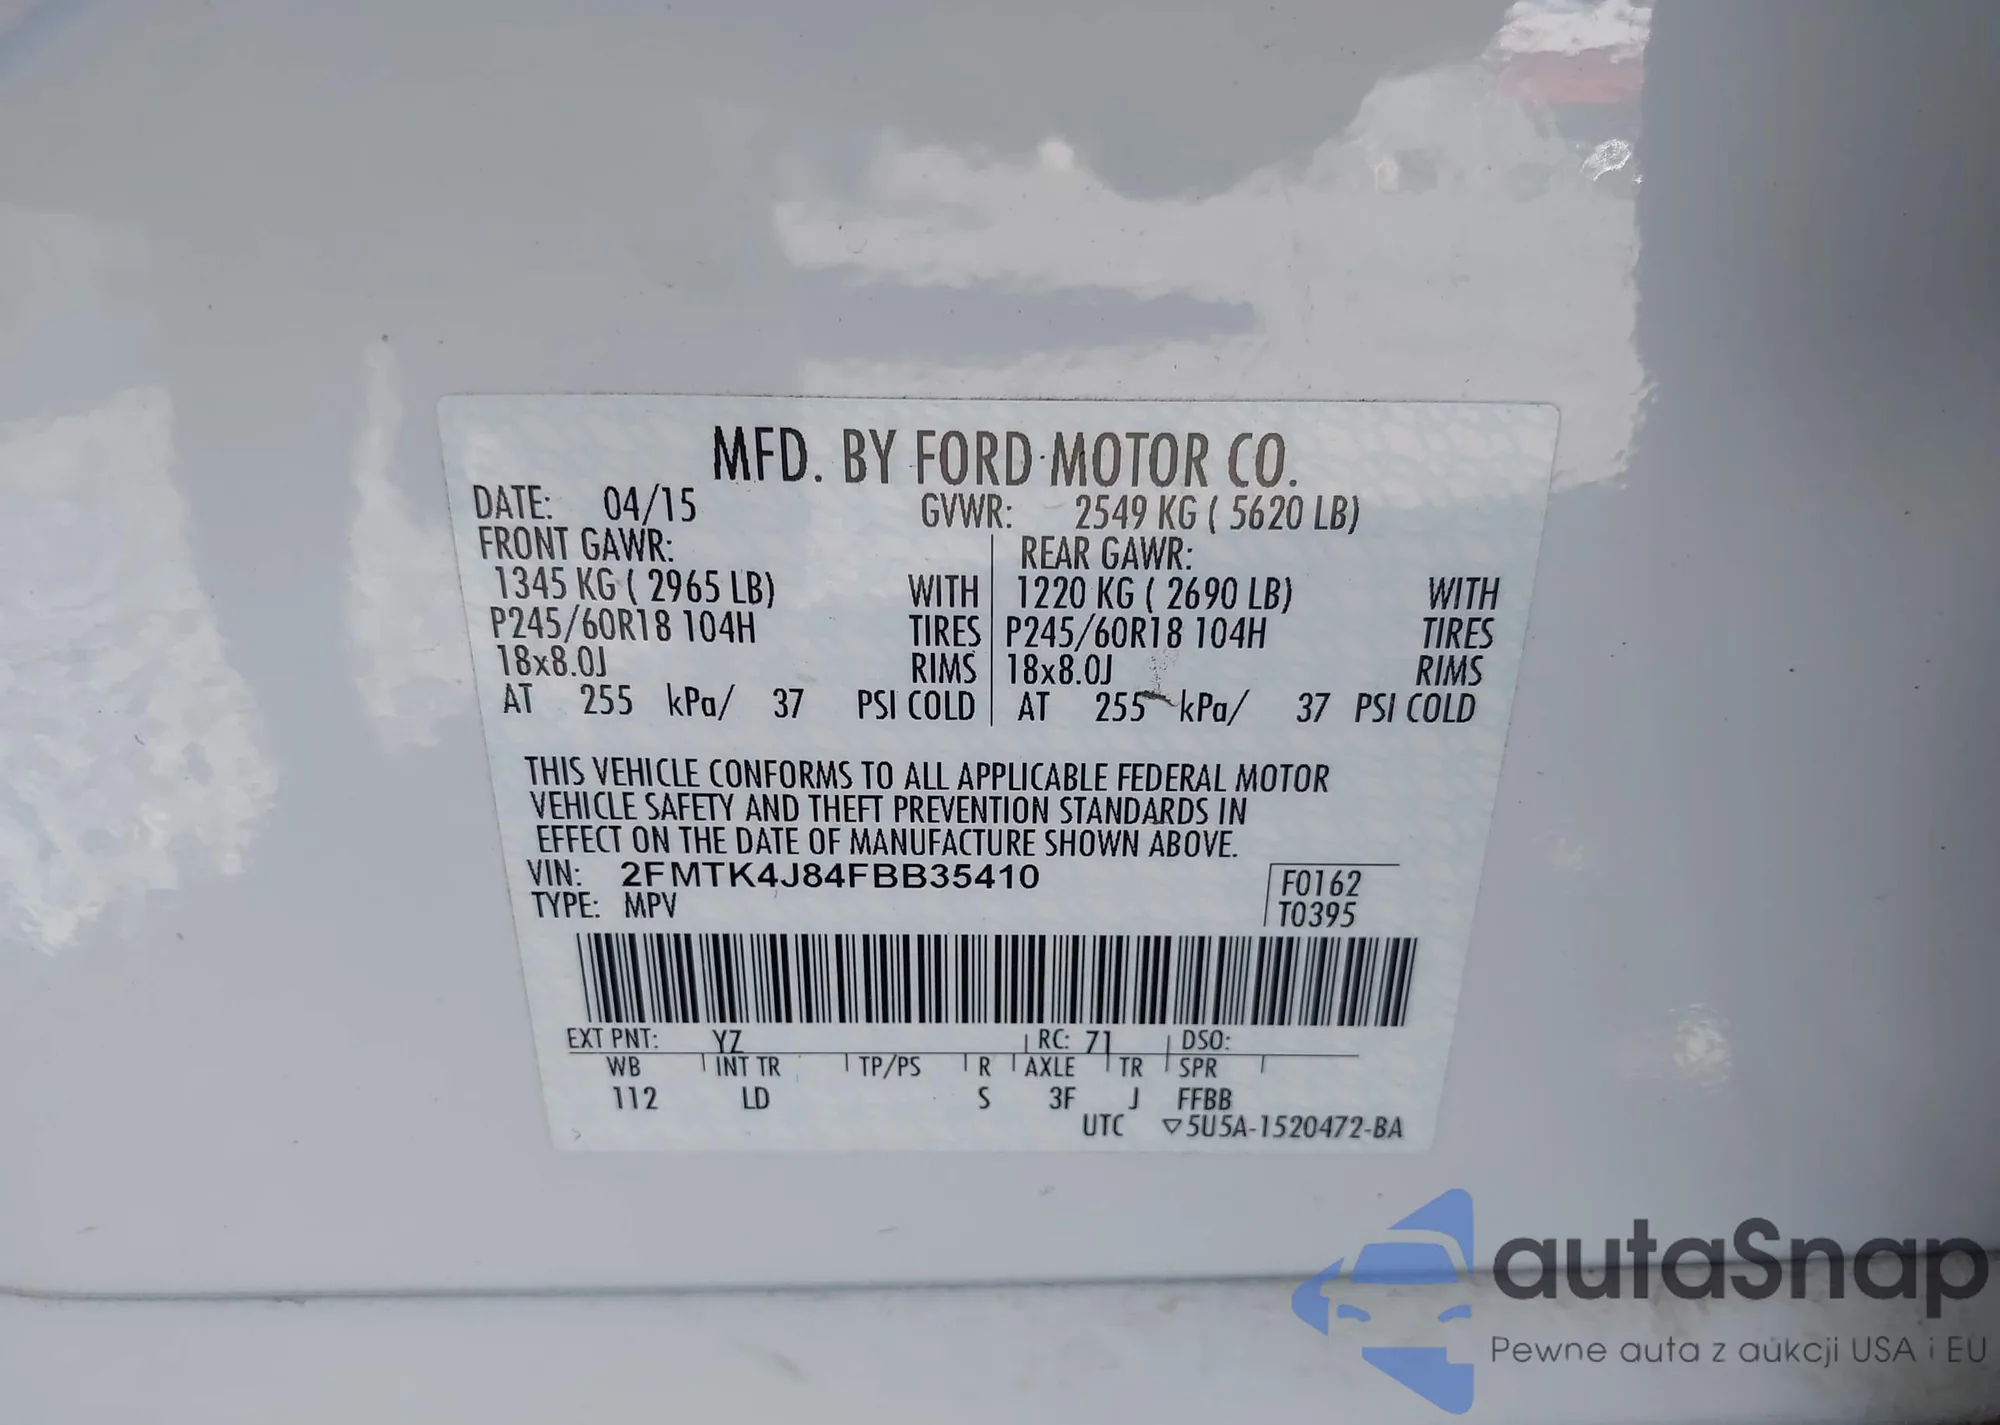 MFD. BY FORD MOTOR CO.
DATE: 04/15 GVWR: 2549 KG ( 5620 LB)
FRONT GAWR: REAR GAWR:
1345 KG ( 2965 LB) WITH 1220 KG ( 2690 LB) WITH
P245/60R18 104H TIRES P245/60R18 104H TIRES
18x8.0J RIMS 18x8.0J RIMS
AT 255 kPa/ 37 PSI COLD AT 255 kPa/ 37 PSI COLD
THIS VEHICLE CONFORMS TO ALL APPLICABLE FEDERAL MOTOR
VEHICLE SAFETY AND THEFT PREVENTION STANDARDS IN
EFFECT ON THE DATE OF MANUFACTURE SHOWN ABOVE.
VIN: 2FMTK4J84FBB35410 F0162
TYPE: MPV T0395
EXT PNT: YZ RC: 71 DSO:
WB INT TR TP/PS R AXLE TR SPR
112 LD S 3F J FFBB
UTC ▽5U5A-1520472-BA
autaSnap
Pewne auta z aukcji USA i EU